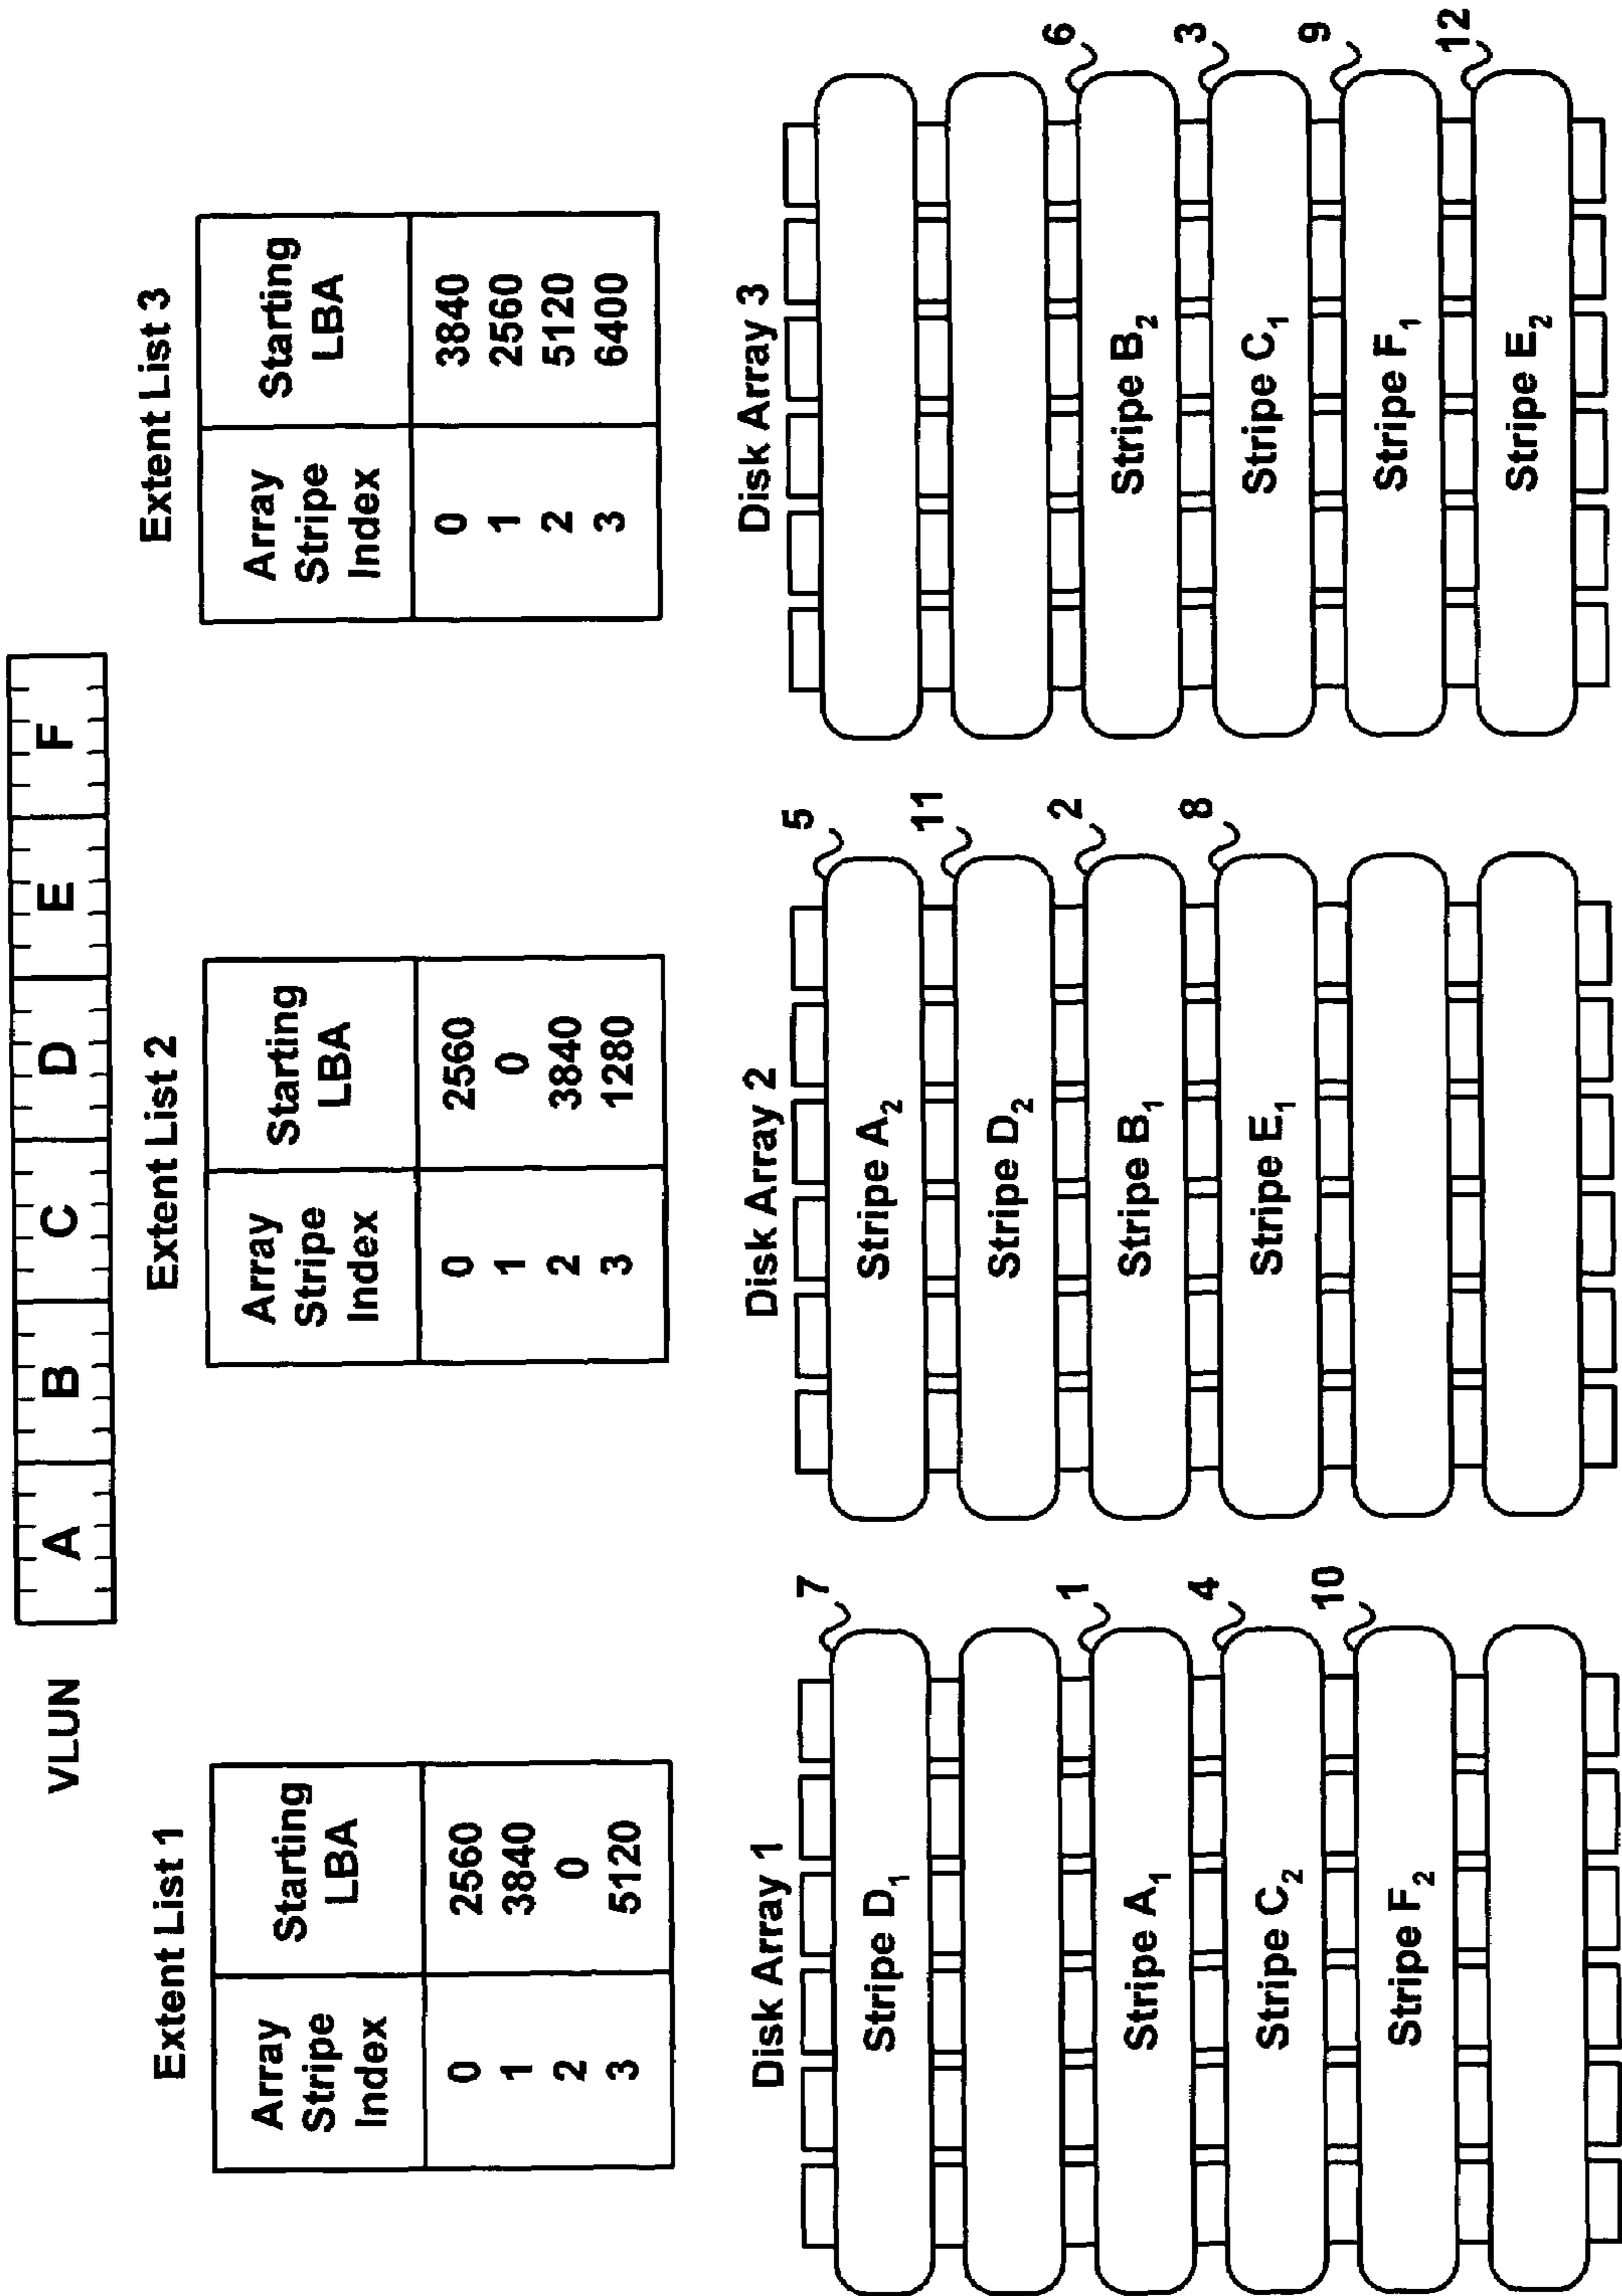 VLUN A B C D E F
Extent List 1
Array Stripe Index
Starting LBA
0 2560
1 3840
2 0
3 5120
Extent List 2
Array Stripe Index
Starting LBA
0 2560
1 0
2 3840
3 1280
Extent List 3
Array Stripe Index
Starting LBA
0 3840
1 2560
2 5120
3 6400
Disk Array 1
7
Stripe D₁
1
Stripe A₁
4
Stripe C₂
10
Stripe F₂
Disk Array 2
5
Stripe A₂
11
Stripe D₂
2
Stripe B₁
8
Stripe E₁
Disk Array 3
6
Stripe B₂
3
Stripe C₁
9
Stripe F₁
12
Stripe E₂